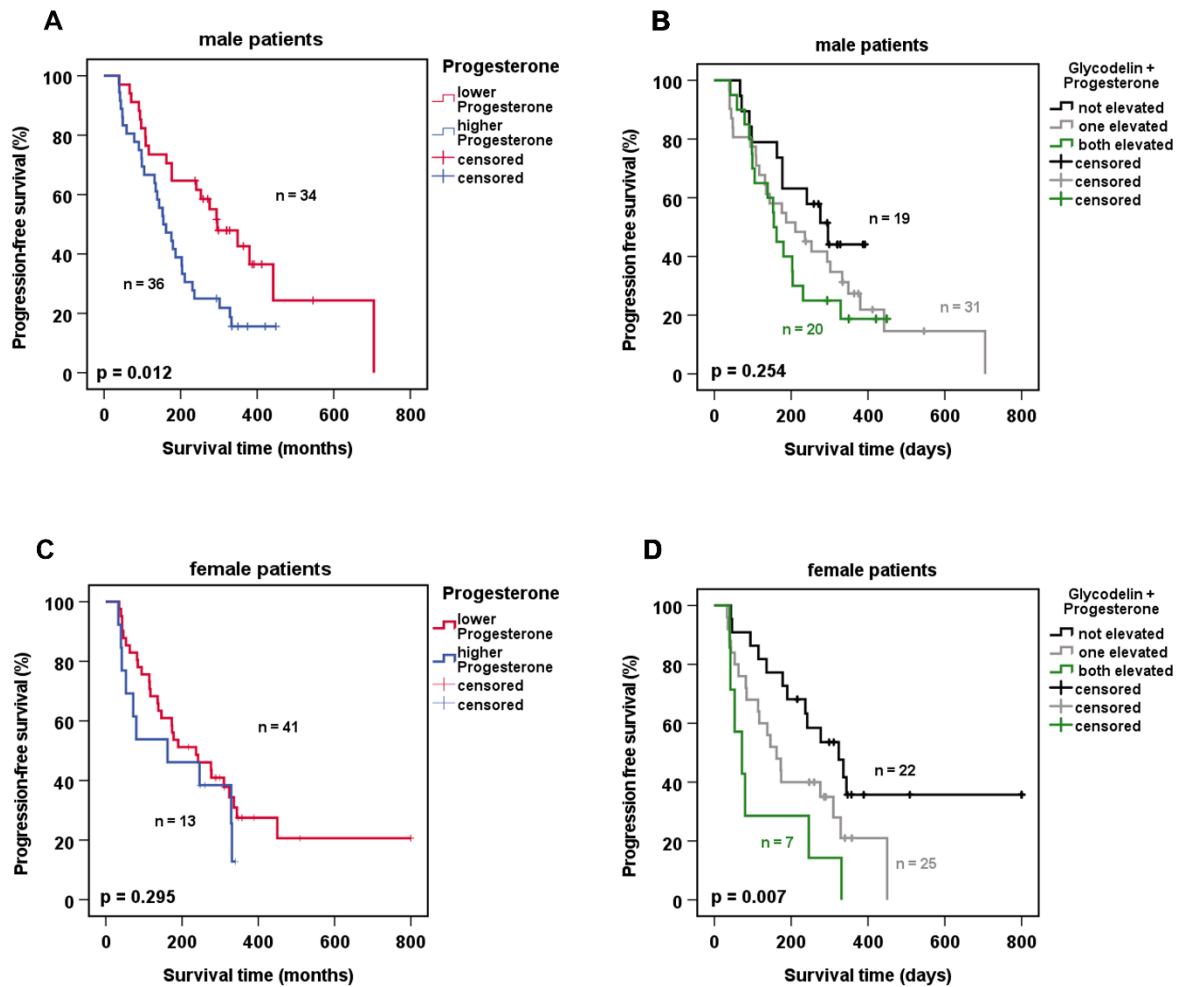 A
male patients
Progression-free survival (%)
100
80
60
40
20
0
0 200 400 600 800
Survival time (months)
n = 34
n = 36
p = 0.012
Progesterone
lower
Progesterone
higher
Progesterone
censored
censored
B
male patients
Progression free survival (%)
100
80
60
40
20
0
0 200 400 600 800
Survival time (days)
n = 19
n = 31
n = 20
p = 0.254
Glycodelin +
Progesterone
not elevated
one elevated
both elevated
censored
censored
censored
C
female patients
Progression-free survival (%)
100
80
60
40
20
0
0 200 400 600 800
Survival time (months)
n = 41
n = 13
p = 0.295
Progesterone
lower
Progesterone
higher
Progesterone
censored
censored
D
female patients
Progression-free survival (%)
100
80
60
40
20
0
0 200 400 600 800
Survival time (days)
n = 22
n = 7
n = 25
p = 0.007
Glycodelin +
Progesterone
not elevated
one elevated
both elevated
censored
censored
censored